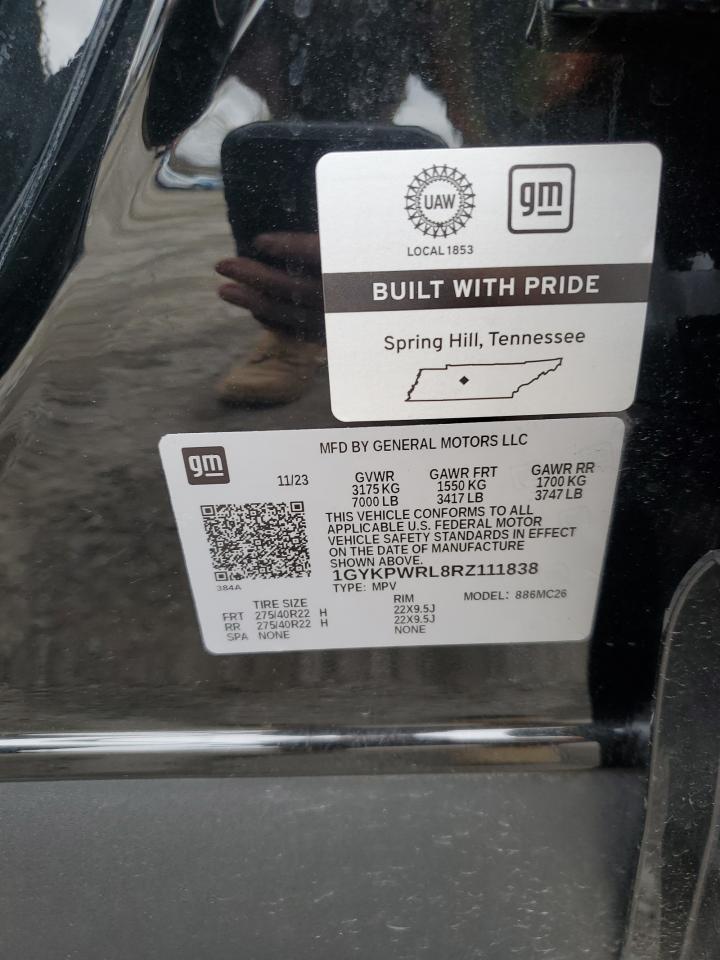 UAW
gm
LOCAL 1853
BUILT WITH PRIDE
Spring Hill, Tennessee
gm
MFD BY GENERAL MOTORS LLC
11/23
GVWR GAWR FRT GAWR RR
3175 KG 1550 KG 1700 KG
7000 LB 3417 LB 3747 LB
THIS VEHICLE CONFORMS TO ALL
APPLICABLE U.S. FEDERAL MOTOR
VEHICLE SAFETY STANDARDS IN EFFECT
ON THE DATE OF MANUFACTURE
SHOWN ABOVE.
384A
1GYKPWRL8RZ111838
TYPE: MPV MODEL: 886MC26
TIRE SIZE RIM
FRT 275/40R22 H 22X9.5J
RR 275/40R22 H 22X9.5J
SPA NONE NONE